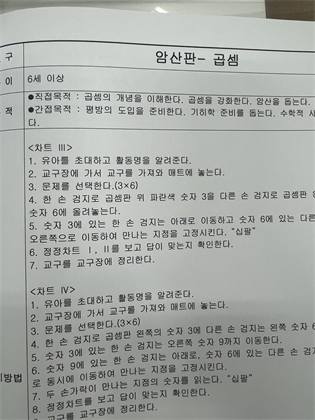 구 암산판- 곱셈
이 6세 이상
●직접목적 : 곱셈의 개념을 이해한다. 곱셈을 강화한다. 암산을 돕는다.
적 ●간접목적 : 평방의 도입을 준비한다. 기하학 준비를 돕는다. 수학적 사
다.
<차트 Ⅲ>
1. 유아를 초대하고 활동명을 알려준다.
2. 교구장에 가서 교구를 가져와 매트에 놓는다.
3. 문제를 선택한다.(3×6)
4. 한 손 검지로 곱셈판 위 파란색 숫자 3을 다른 손 검지로 곱셈판
숫자 6에 올려놓는다.
5. 숫자 3에 있는 한 손 검지는 아래로 이동하고 숫자 6에 있는 다른
오른쪽으로 이동하여 만나는 지점을 고정시킨다. "십팔"
6. 정정차트 Ⅰ,Ⅱ를 보고 답이 맞는지 확인한다.
7. 교구를 교구장에 정리한다.
<차트 Ⅳ>
1. 유아를 초대하고 활동명을 알려준다.
2. 교구장에 가서 교구를 가져와 매트에 놓는다.
3. 문제를 선택한다.(3×6)
4. 한 손 검지로 곱셈판 왼쪽의 숫자 3에 다른 손 검지는 왼쪽 숫자 6
5. 숫자 3에 있는 한 손 검지는 오른쪽 숫자 9까지 이동한다.
6. 숫자 9에 있는 한 손 검지는 아래로, 숫자 6에 있는 다른 손
로 동시에 이동하여 만나는 지점을 고정시킨다.
방법 7. 두 손가락이 만나는 지점의 숫자를 읽는다. "십팔"
8. 정정차트를 보고 답이 맞는지 확인한다.
교구를 교구장에 정리한다.